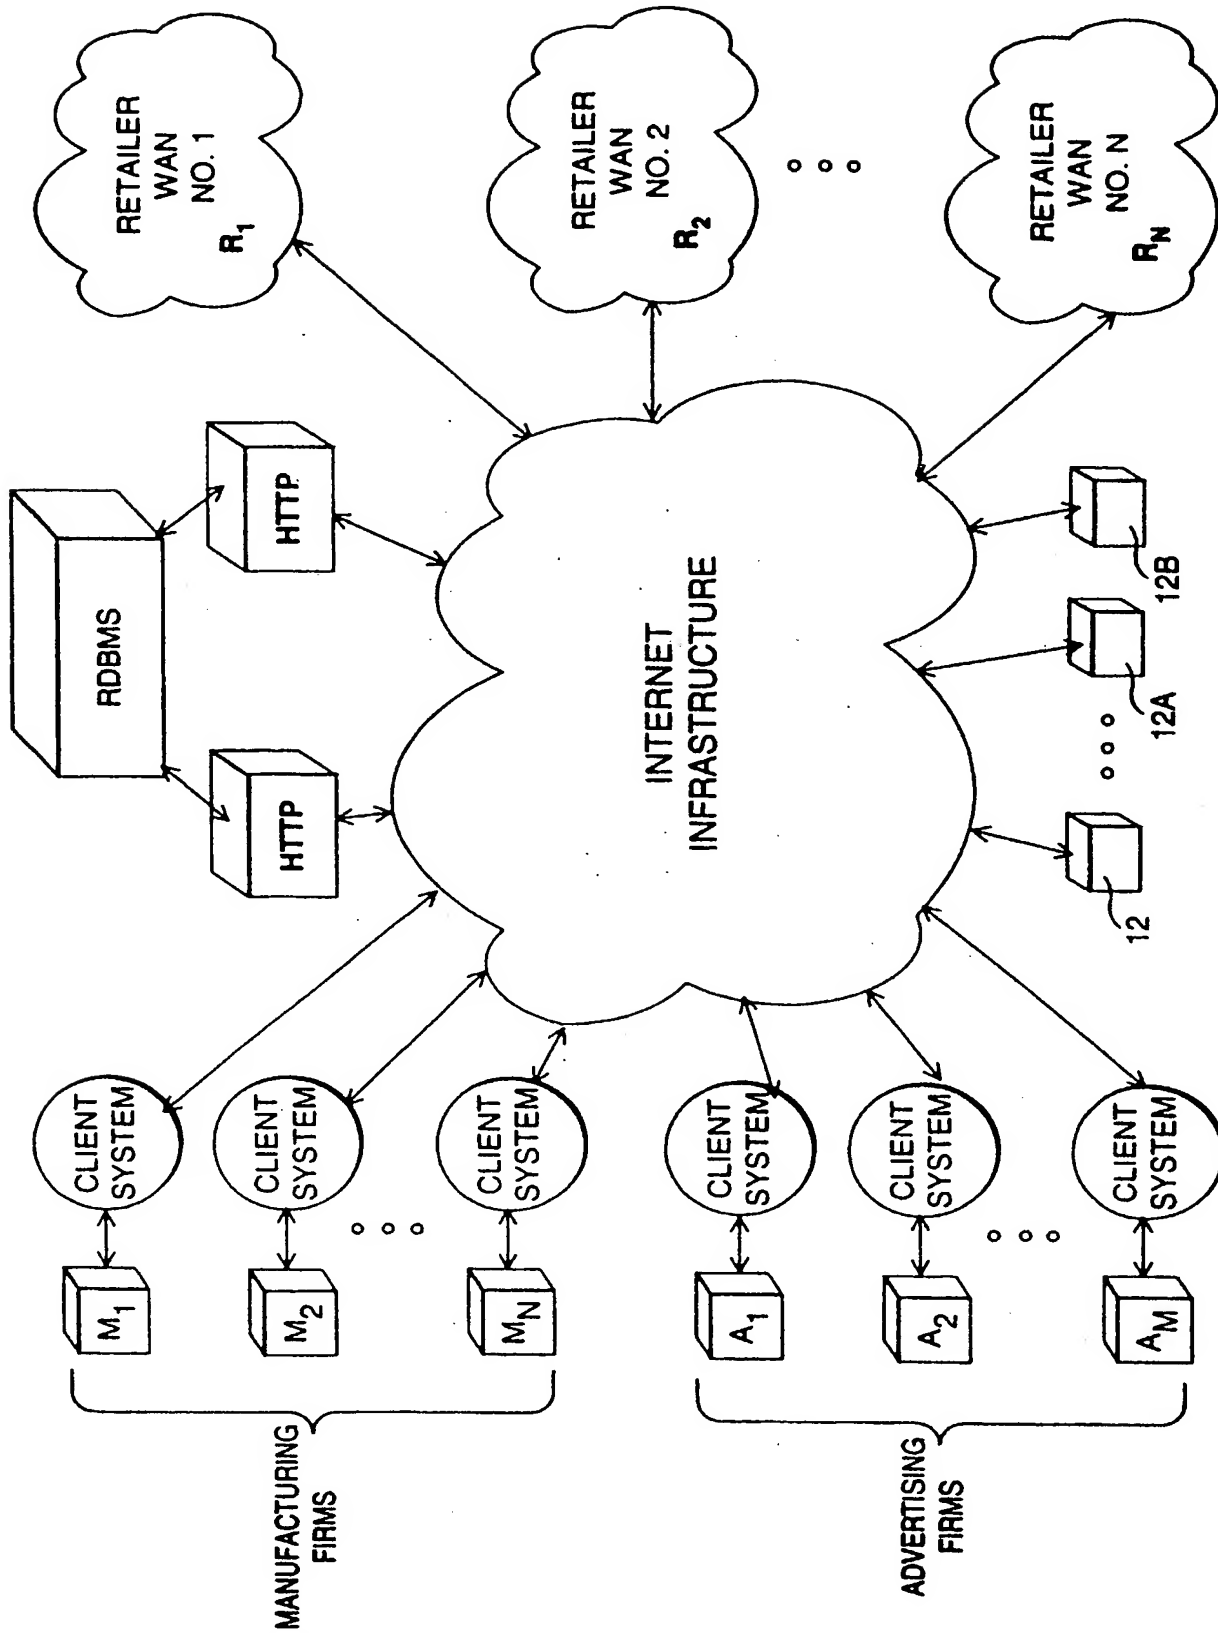 MANUFACTURING
FIRMS
M1
M2
MN
CLIENT
SYSTEM
CLIENT
SYSTEM
CLIENT
SYSTEM
ADVERTISING
FIRMS
A1
A2
AM
CLIENT
SYSTEM
CLIENT
SYSTEM
CLIENT
SYSTEM
RDBMS
HTTP
HTTP
INTERNET
INFRASTRUCTURE
12
12A
12B
RETAILER
WAN
NO. 1
R1
RETAILER
WAN
NO. 2
R2
RETAILER
WAN
NO. N
RN